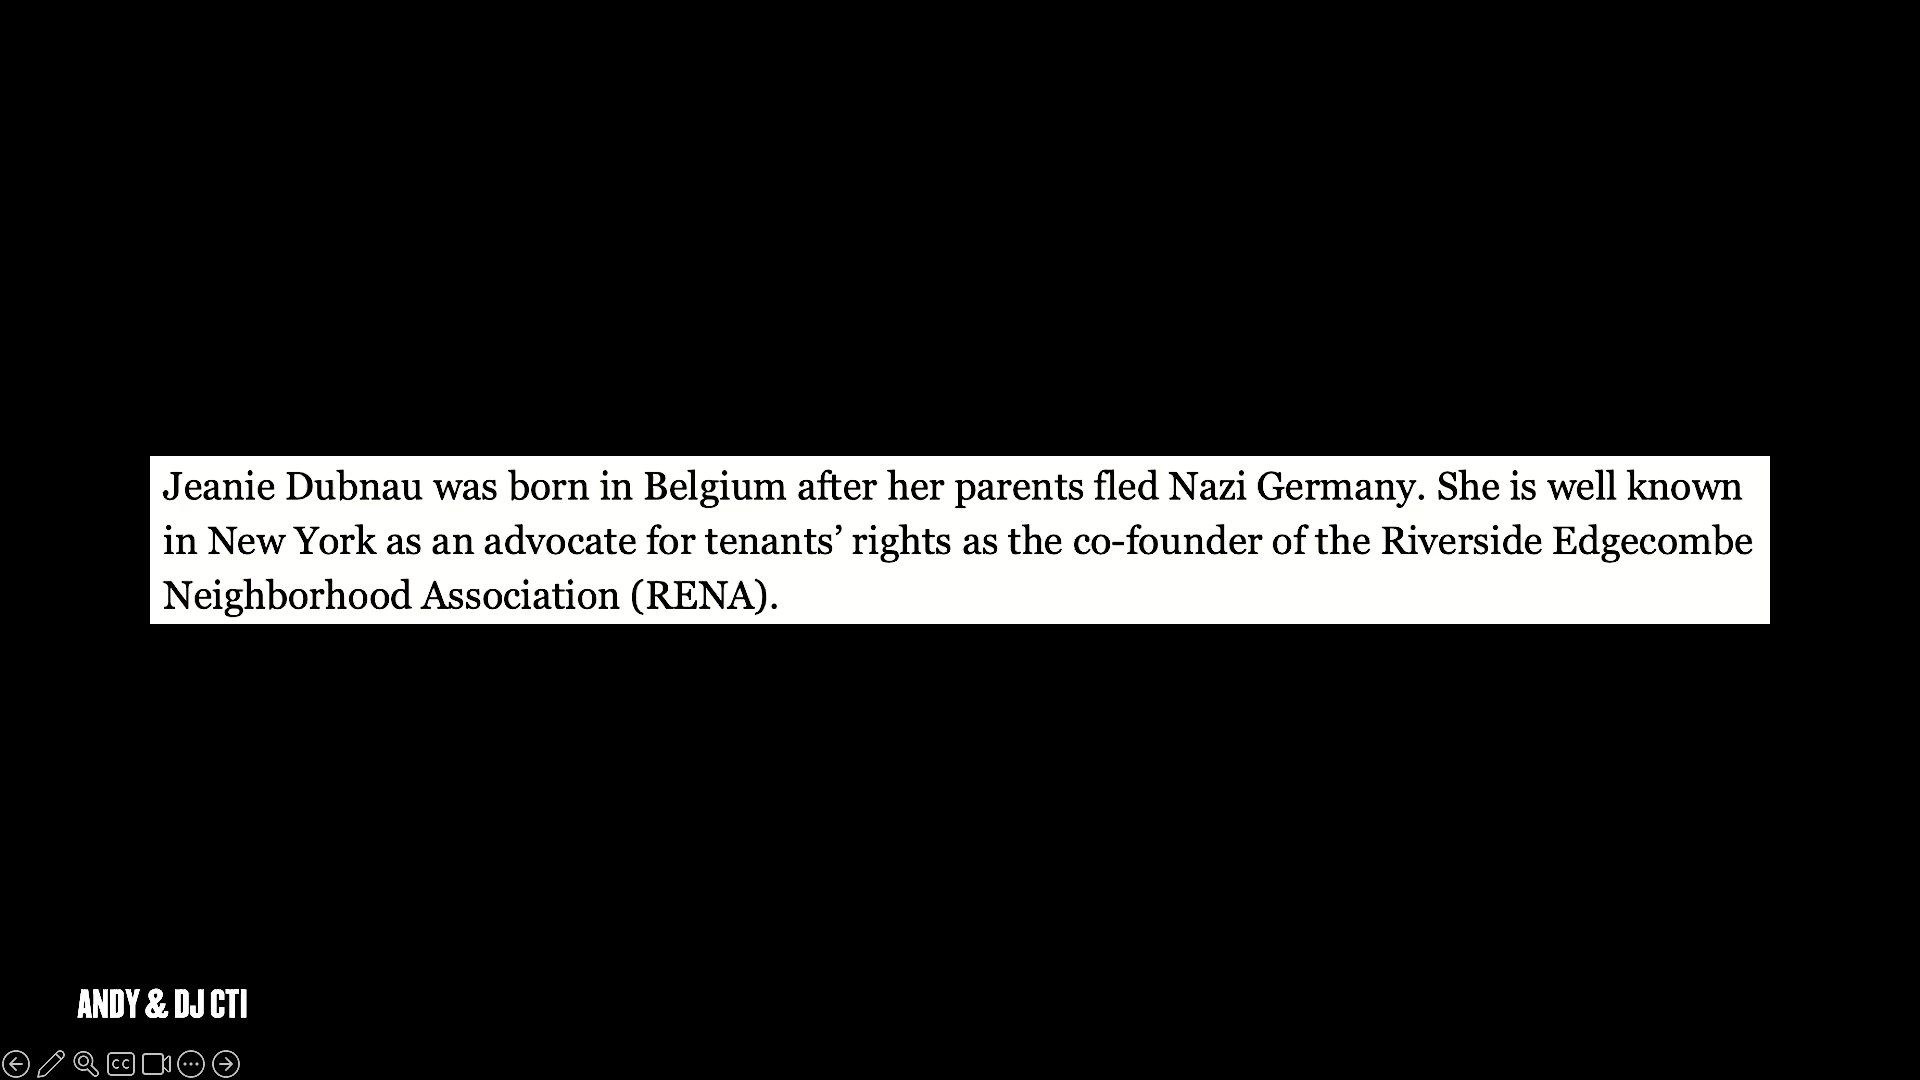 Jeanie Dubnau was born in Belgium after her parents fled Nazi Germany. She is well known
in New York as an advocate for tenants’ rights as the co-founder of the Riverside Edgecombe
Neighborhood Association (RENA).
ANDY & DJ CTI
CC